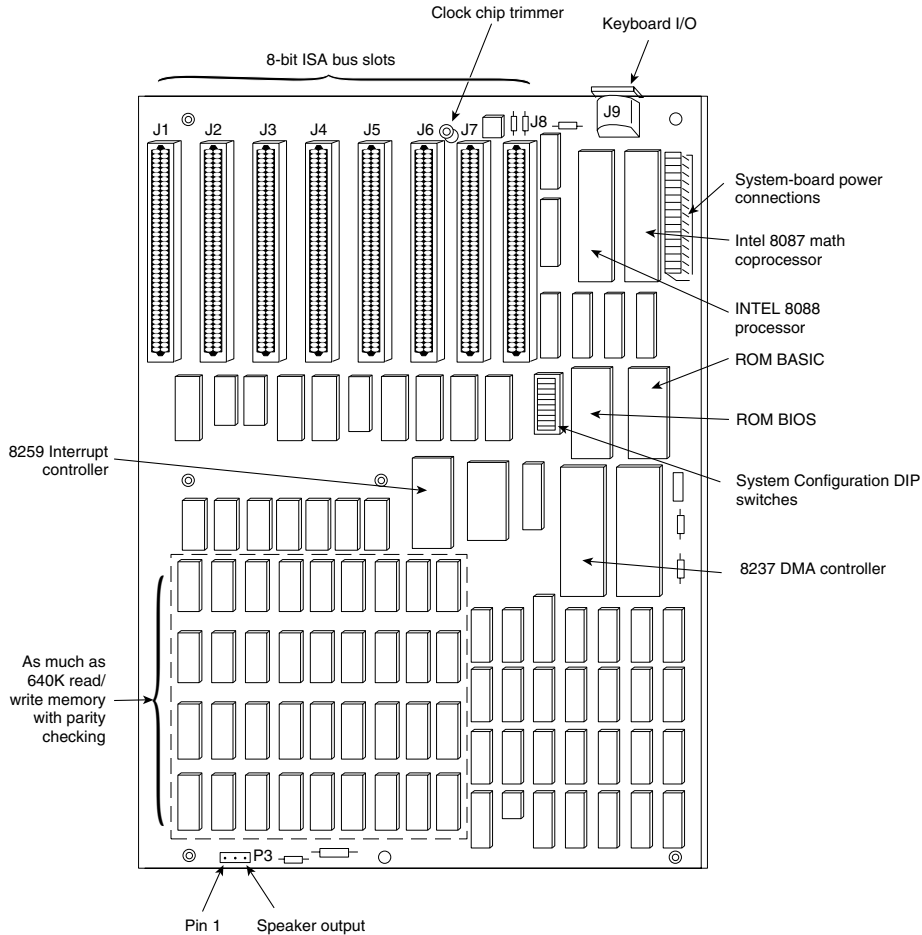 Clock chip trimmer
Keyboard I/O
8-bit ISA bus slots
J1
J2
J3
J4
J5
J6
J7
J8
J9
System-board power
connections
Intel 8087 math
coprocessor
INTEL 8088
processor
ROM BASIC
ROM BIOS
8259 Interrupt
controller
System Configuration DIP
switches
8237 DMA controller
As much as
640K read/
write memory
with parity
checking
P3
Pin 1
Speaker output